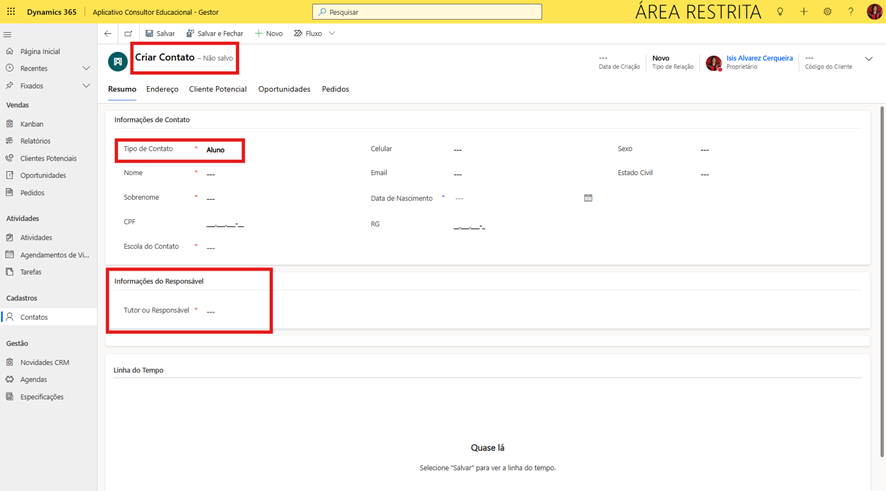 Dynamics 365
Aplicativo Consultor Educacional - Gestor
Pesquisar
ÁREA RESTRITA
Página Inicial
Recentes
Fixados
Vendas
Kanban
Relatórios
Clientes Potenciais
Oportunidades
Pedidos
Atividades
Atividades
Agendamentos de Vi...
Tarefas
Cadastros
Contatos
Gestão
Novidades CRM
Agendas
Especificações
Salvar
Salvar e Fechar
Novo
Fluxo
Criar Contato - Não salvo
---
Data de Criação
Novo
Tipo de Relação
Isis Alvarez Cerqueira
Proprietário
---
Código do Cliente
Resumo Endereço Cliente Potencial Oportunidades Pedidos
Informações de Contato
Tipo de Contato * Aluno
Nome * ---
Sobrenome * ---
CPF __.__.__-__
Escola do Contato * ---
Celular ---
Email ---
Data de Nascimento * ---
RG __.__.__-_
Sexo ---
Estado Civil ---
Informações do Responsável
Tutor ou Responsável * ---
Linha do Tempo
Quase lá
Selecione "Salvar" para ver a linha do tempo.